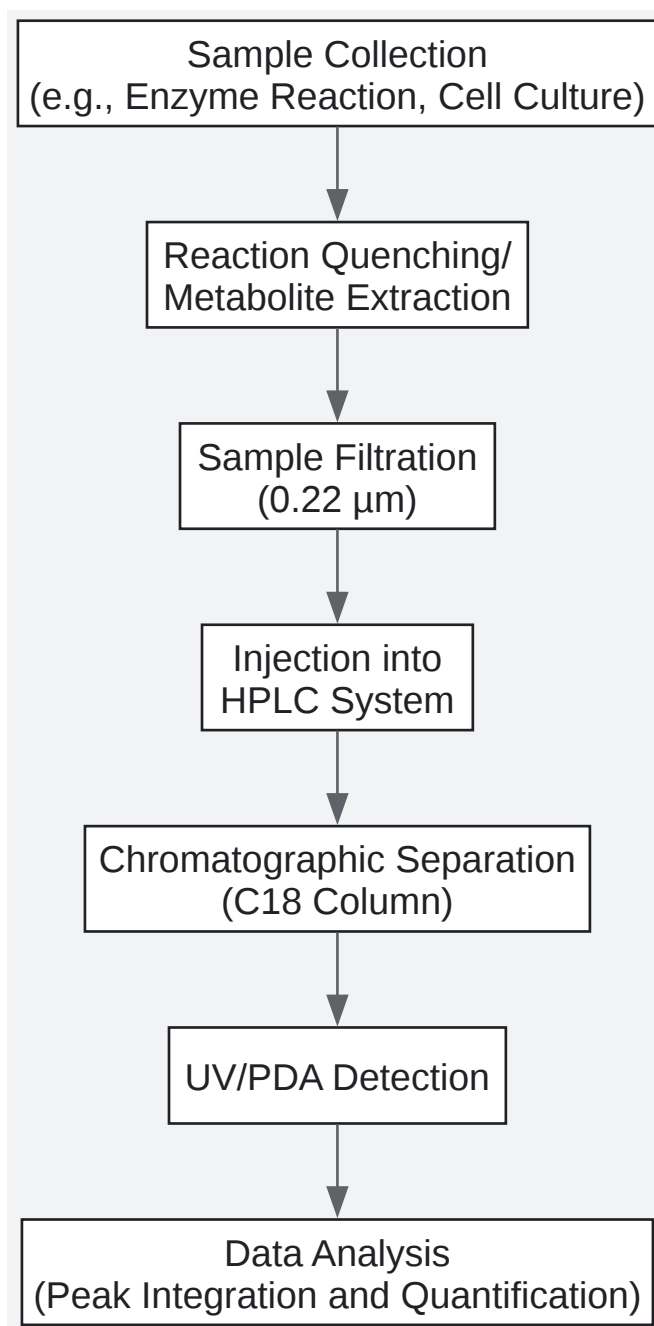 Sample Collection
(e.g., Enzyme Reaction, Cell Culture)
Reaction Quenching/
Metabolite Extraction
Sample Filtration
(0.22 µm)
Injection into
HPLC System
Chromatographic Separation
(C18 Column)
UV/PDA Detection
Data Analysis
(Peak Integration and Quantification)